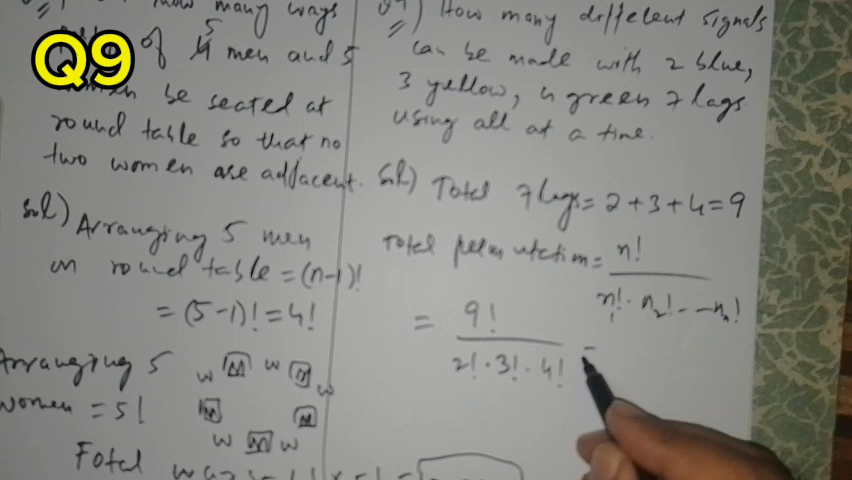 Q9
how many ways
of 5 men and 5
be seated at
round table so that no
two women are adjacent.
Sol) Arranging 5 men
on round table = (n-1)!
= (5-1)! = 4!
Arranging 5
women = 5!
W M W M W
M M
W M W
Total ways =
) How many different signals
can be made with 2 blue,
3 yellow, 4 green flags
using all at a time.
Sol) Total flags = 2+3+4=9
Total permutation = n!
n1! · n2! - - nn!
= 9!
2! · 3! · 4!
=